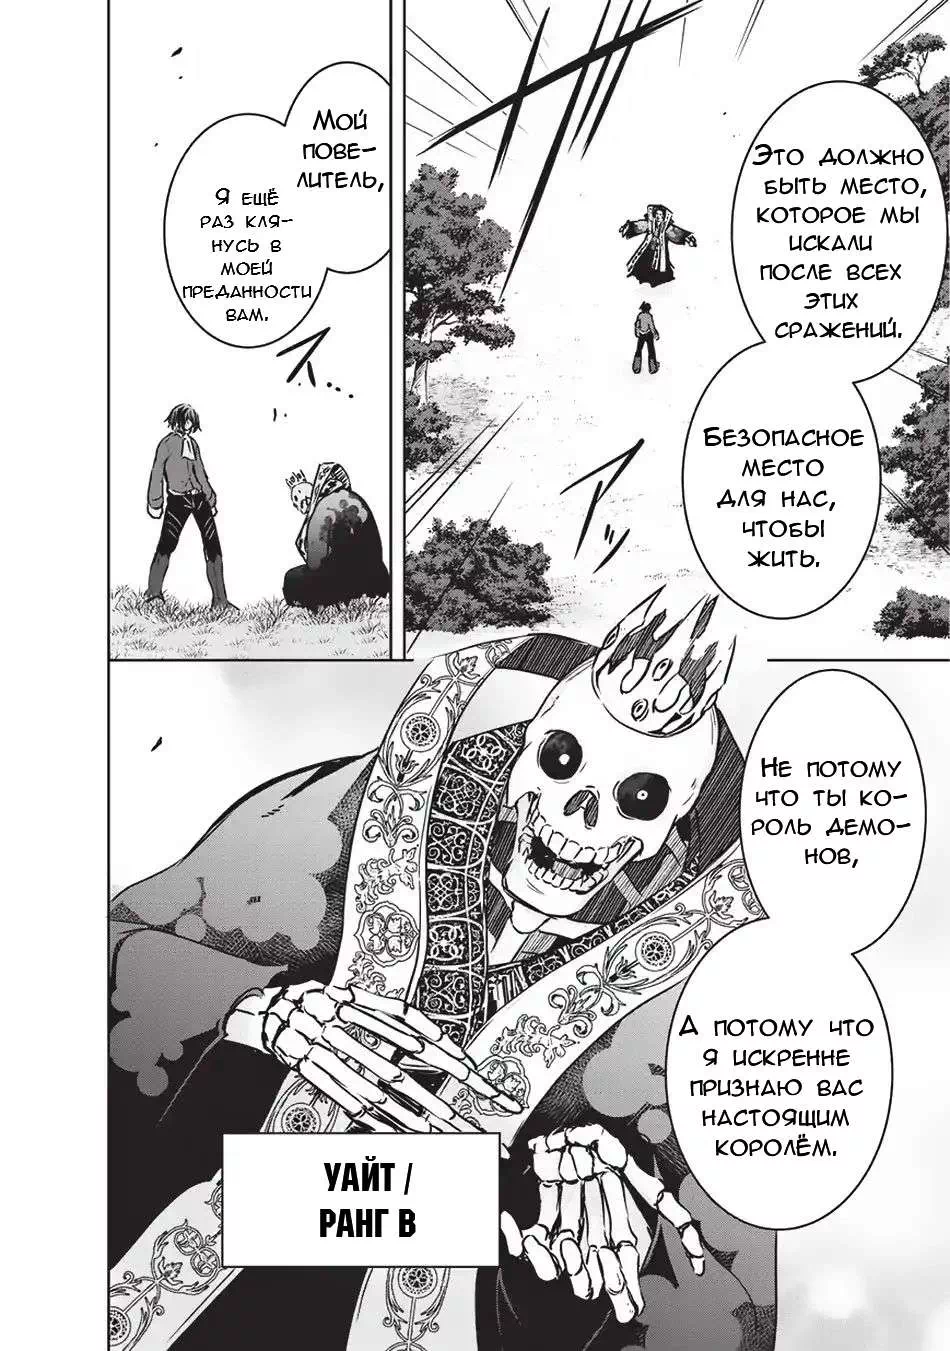 Это должно
быть место,
которое мы
искали
после всех
этих
сражений.
Безопасное
место
для нас,
чтобы
жить.
Мой
пове-
литель,
Я ещё
раз кля-
нусь в
моей
преданности
вам.
Не потому
что ты ко-
роль демо-
нов,
А потому что
я искренне
признаю вас
настоящим
королём.
УАЙТ /
РАНГ В